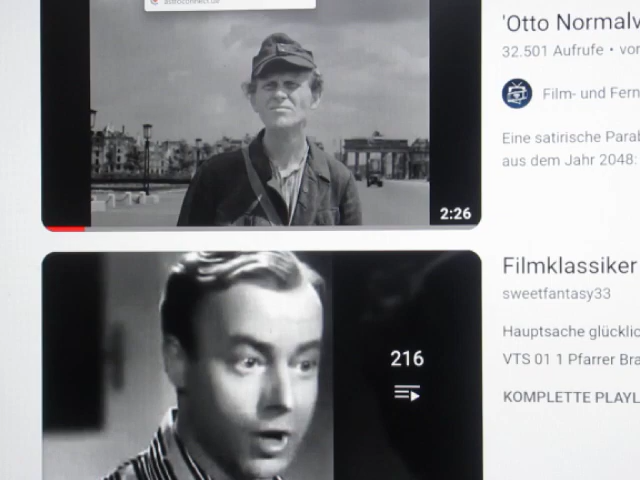 2:26
'Otto Normalv
32.501 Aufrufe • vor
Film- und Fern
Eine satirische Parab
aus dem Jahr 2048:
216
Filmklassiker
sweetfantasy33
Hauptsache glücklic
VTS 01 1 Pfarrer Bra
KOMPLETTE PLAYL